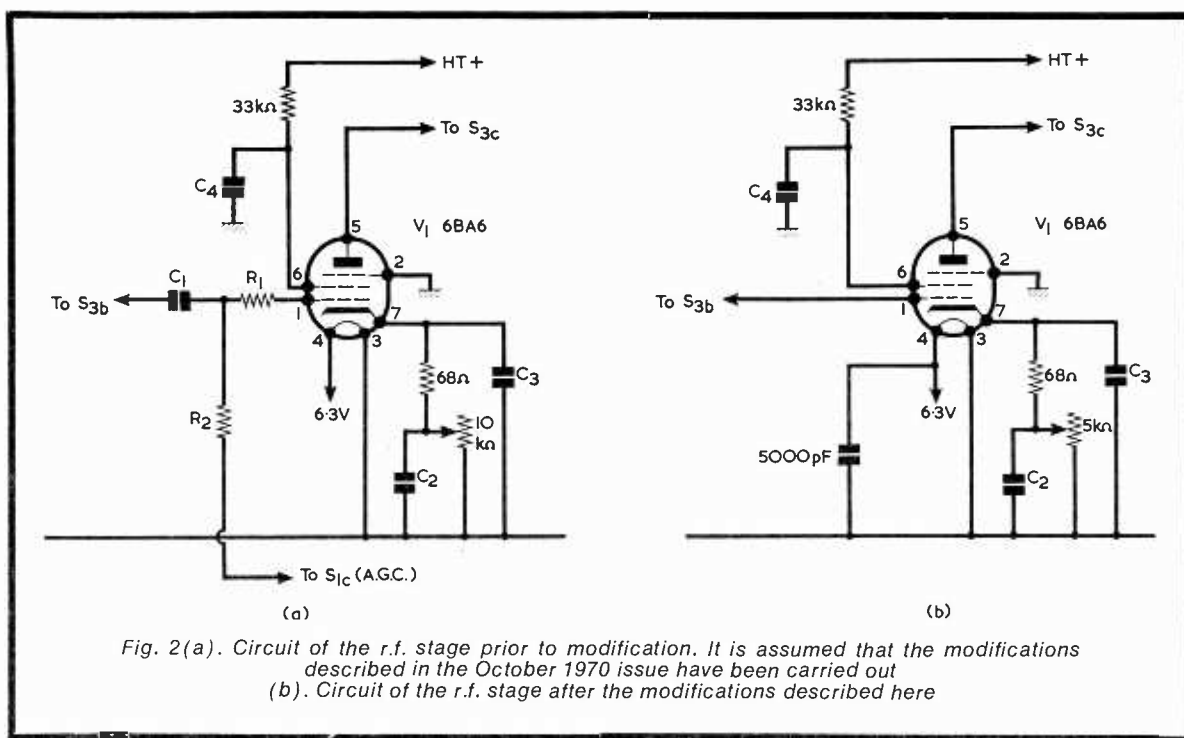 HT+
33kΩ
To S3c
C4
5
V1 6BA6
2
6
C1
R1
1
To S3b
7
4
3
68Ω
C3
R2
6·3V
10
kΩ
C2
To S1c (A.G.C.)
(a)
HT+
33kΩ
To S3c
C4
5
V1 6BA6
2
6
To S3b
1
7
4
3
68Ω
C3
6·3V
5kΩ
5000pF
C2
(b)
Fig. 2(a). Circuit of the r.f. stage prior to modification. It is assumed that the modifications
described in the October 1970 issue have been carried out
(b). Circuit of the r.f. stage after the modifications described here